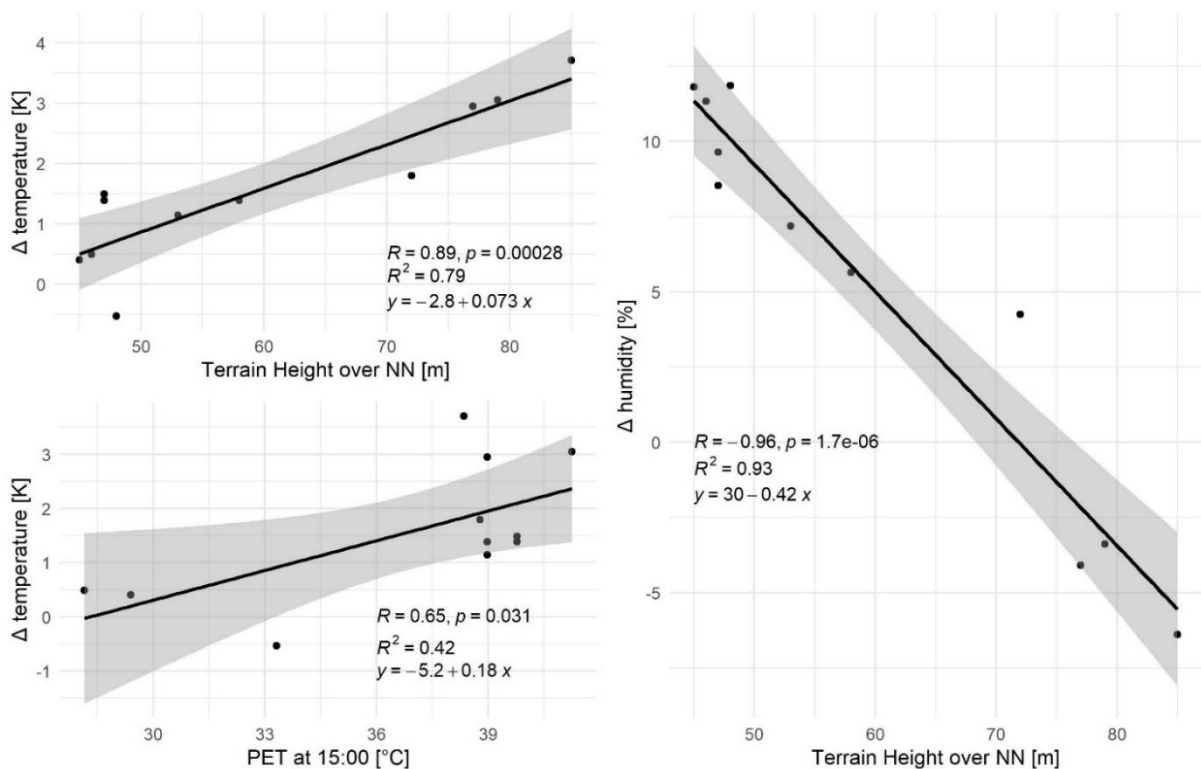 Δ temperature [K]
4
3
2
1
0
R = 0.89, p = 0.00028
R² = 0.79
y = −2.8 + 0.073 x
50 60 70 80
Terrain Height over NN [m]
Δ temperature [K]
3
2
1
0
-1
R = 0.65, p = 0.031
R² = 0.42
y = −5.2 + 0.18 x
30 33 36 39
PET at 15:00 [°C]
Δ humidity [%]
10
5
0
-5
R = −0.96, p = 1.7e-06
R² = 0.93
y = 30 − 0.42 x
50 60 70 80
Terrain Height over NN [m]